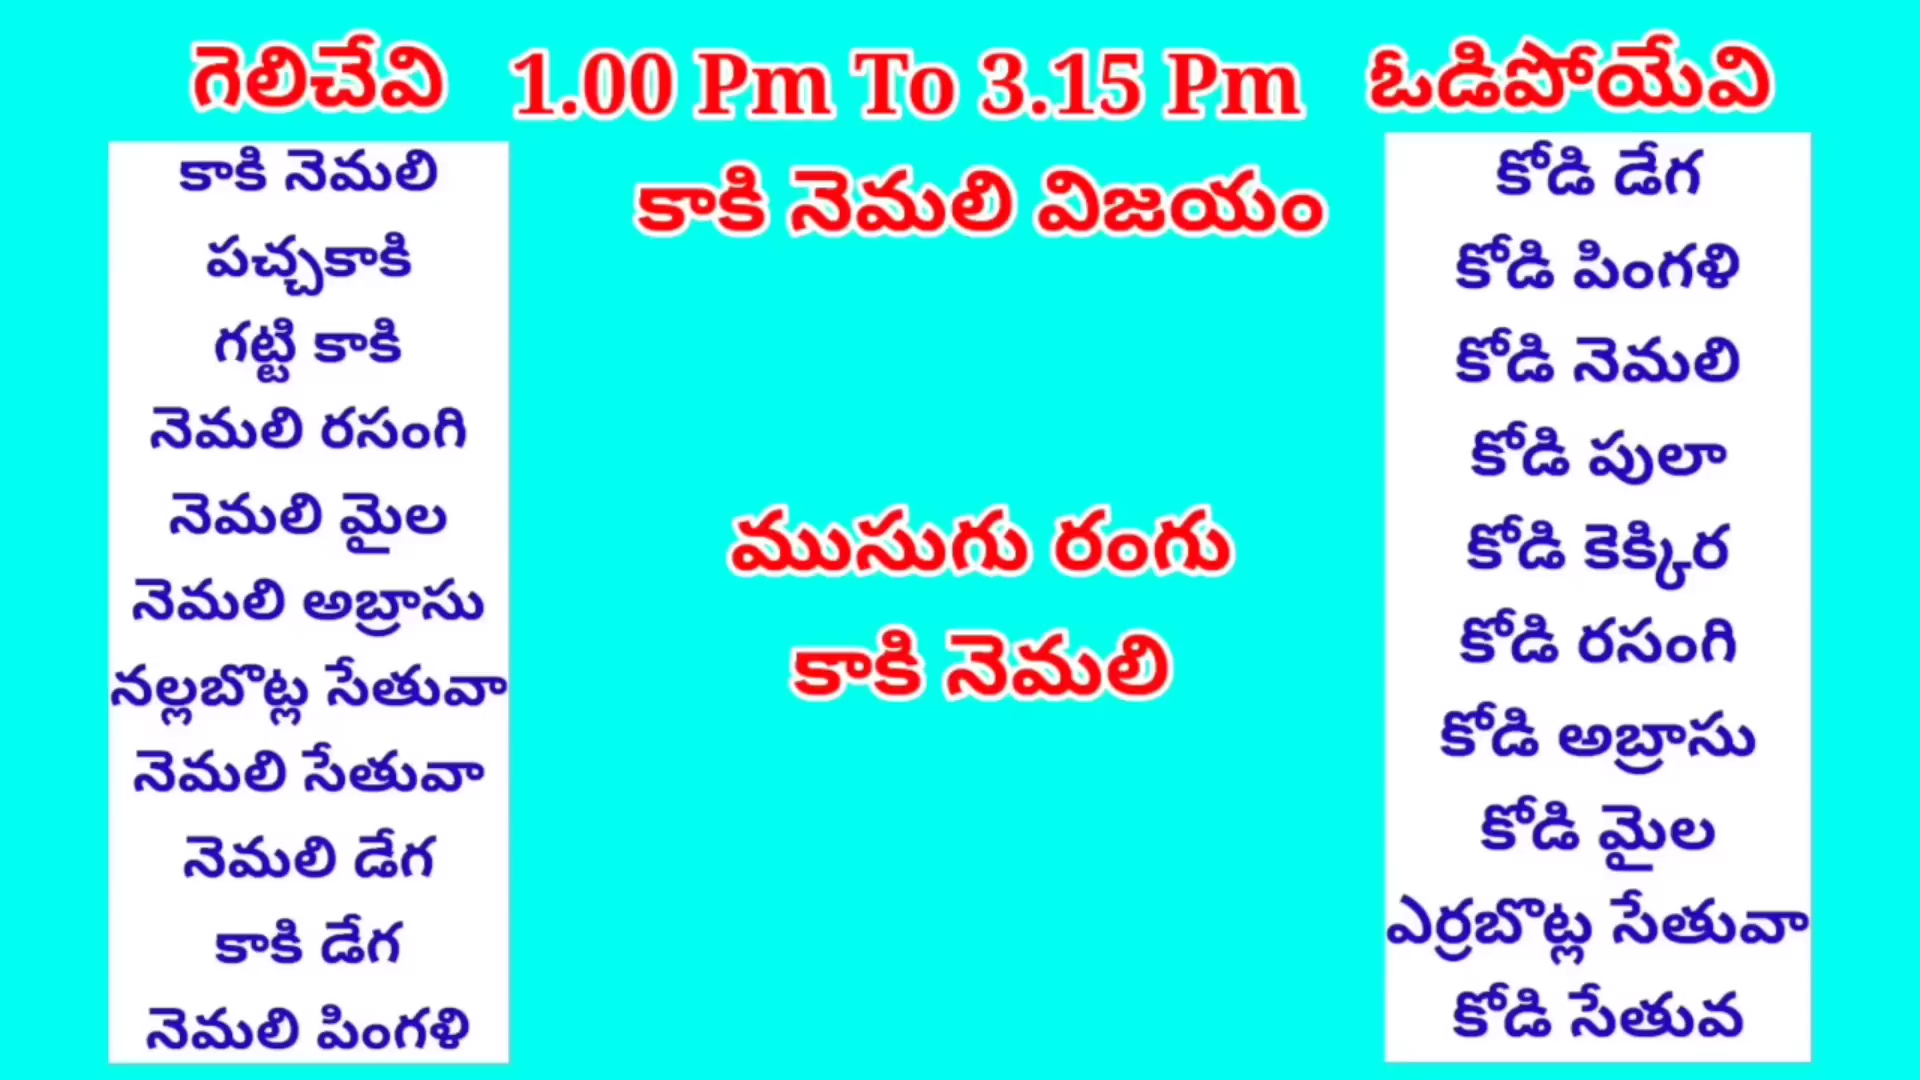 గెలిచేవి 1.00 Pm To 3.15 Pm ఓడిపోయేవి
కాకి నెమలి విజయం
ముసుగు రంగు
కాకి నెమలి
కాకి నెమలి
పచ్చకాకి
గట్టి కాకి
నెమలి రసంగి
నెమలి మైల
నెమలి అబ్రాసు
నల్లబొట్ల సేతువా
నెమలి సేతువా
నెమలి డేగ
కాకి డేగ
నెమలి పింగళి
కోడి డేగ
కోడి పింగళి
కోడి నెమలి
కోడి పులా
కోడి కెక్కిర
కోడి రసంగి
కోడి అబ్రాసు
కోడి మైల
ఎర్రబొట్ల సేతువా
కోడి సేతువ